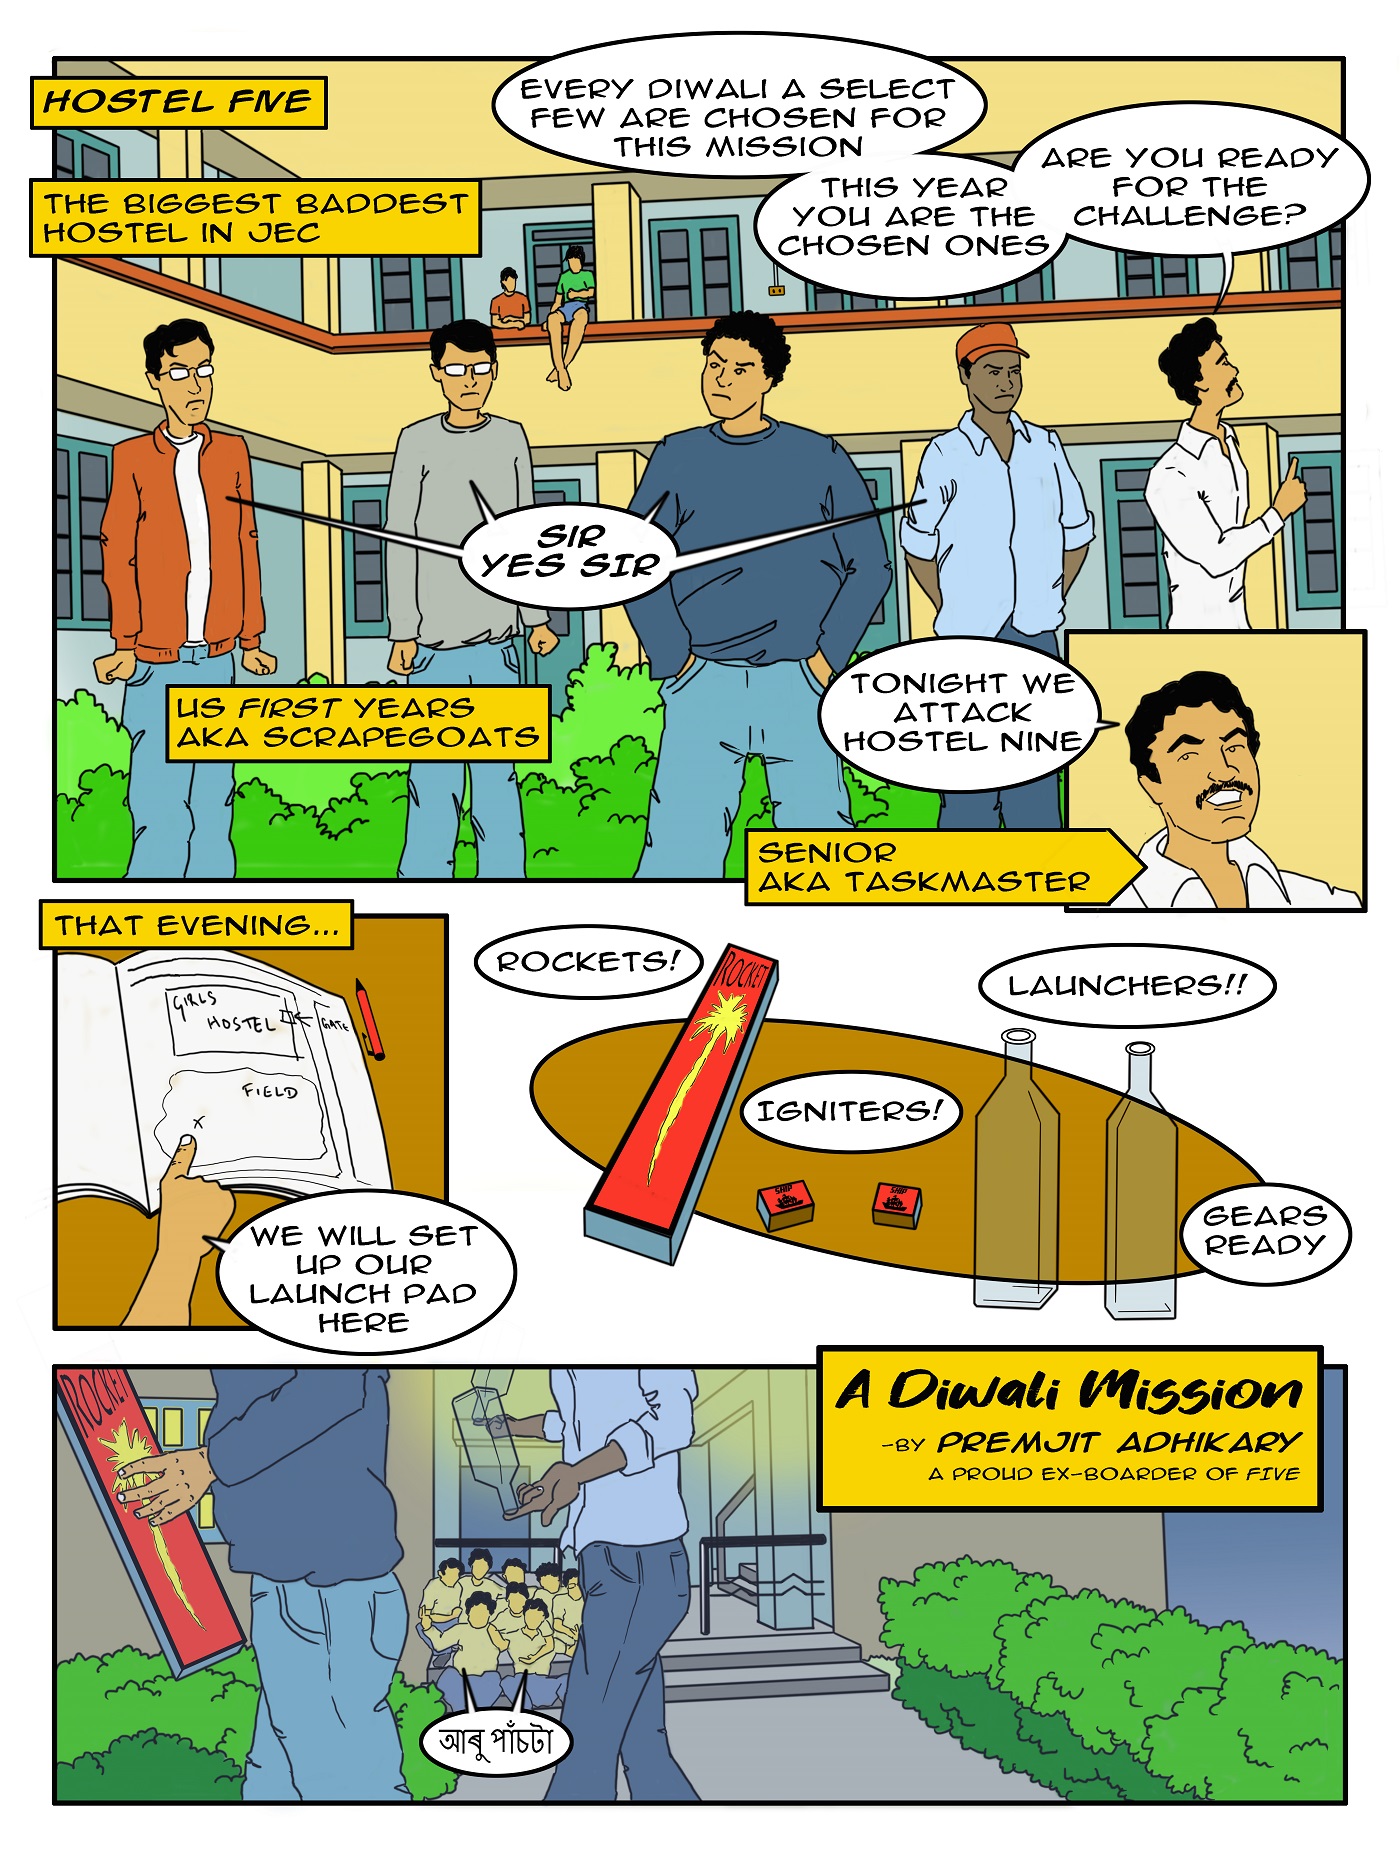 HOSTEL FIVE
THE BIGGEST BADDEST
HOSTEL IN JEC
EVERY DIWALI A SELECT
FEW ARE CHOSEN FOR
THIS MISSION
THIS YEAR
YOU ARE THE
CHOSEN ONES
ARE YOU READY
FOR THE
CHALLENGE?
SIR
YES SIR
US FIRST YEARS
AKA SCRAPEGOATS
TONIGHT WE
ATTACK
HOSTEL NINE
SENIOR
AKA TASKMASTER
THAT EVENING...
GIRLS
HOSTEL
GATE
FIELD
X
WE WILL SET
UP OUR
LAUNCH PAD
HERE
ROCKETS!
ROCKET
IGNITERS!
SHIP
SHIP
LAUNCHERS!!
GEARS
READY
ROCKET
A Diwali Mission
-BY PREMJIT ADHIKARY
A PROUD EX-BOARDER OF FIVE
আৰু পাঁচটা